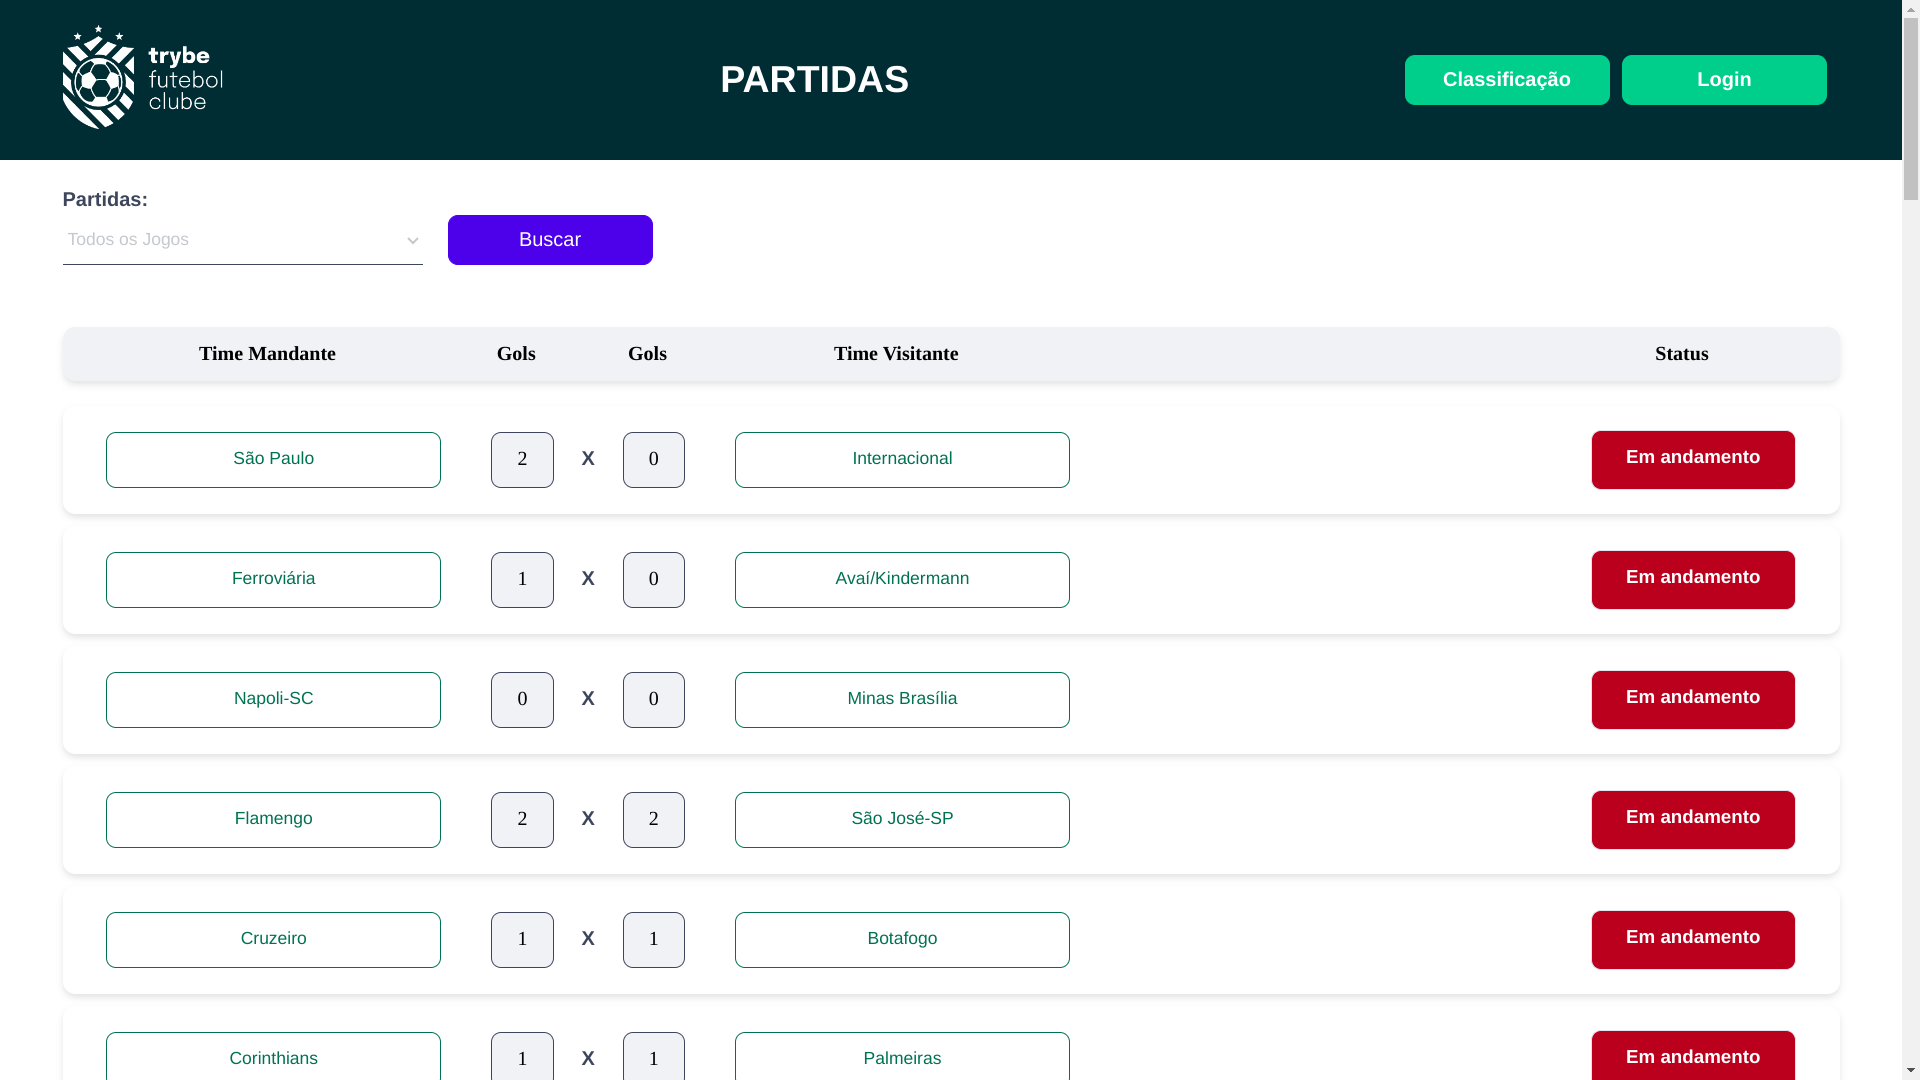 trybe
futebol
clube
PARTIDAS
Classificação
Login
Partidas:
Todos os Jogos
Buscar
Time Mandante Gols Gols Time Visitante Status
São Paulo 2 X 0 Internacional Em andamento
Ferroviária 1 X 0 Avaí/Kindermann Em andamento
Napoli-SC 0 X 0 Minas Brasília Em andamento
Flamengo 2 X 2 São José-SP Em andamento
Cruzeiro 1 X 1 Botafogo Em andamento
Corinthians 1 X 1 Palmeiras Em andamento